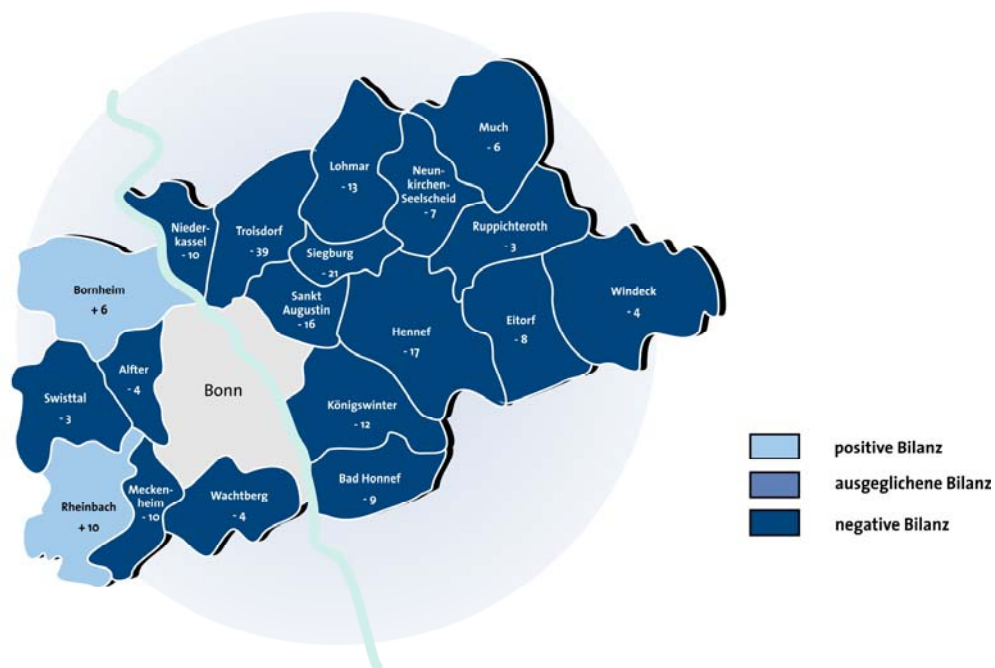 Much
- 6
Lohmar
- 13
Neun-
kirchen-
Seelscheid
- 7
Ruppichteroth
- 3
Nieder-
kassel
- 10
Troisdorf
- 39
Siegburg
- 21
Windeck
- 4
Bornheim
+ 6
Sankt
Augustin
- 16
Hennef
- 17
Eitorf
- 8
Alfter
- 4
Bonn
Swisttal
- 3
Königswinter
- 12
Bad Honnef
- 9
Rheinbach
+ 10
Meckenheim
- 10
Wachtberg
- 4
positive Bilanz
ausgeglichene Bilanz
negative Bilanz